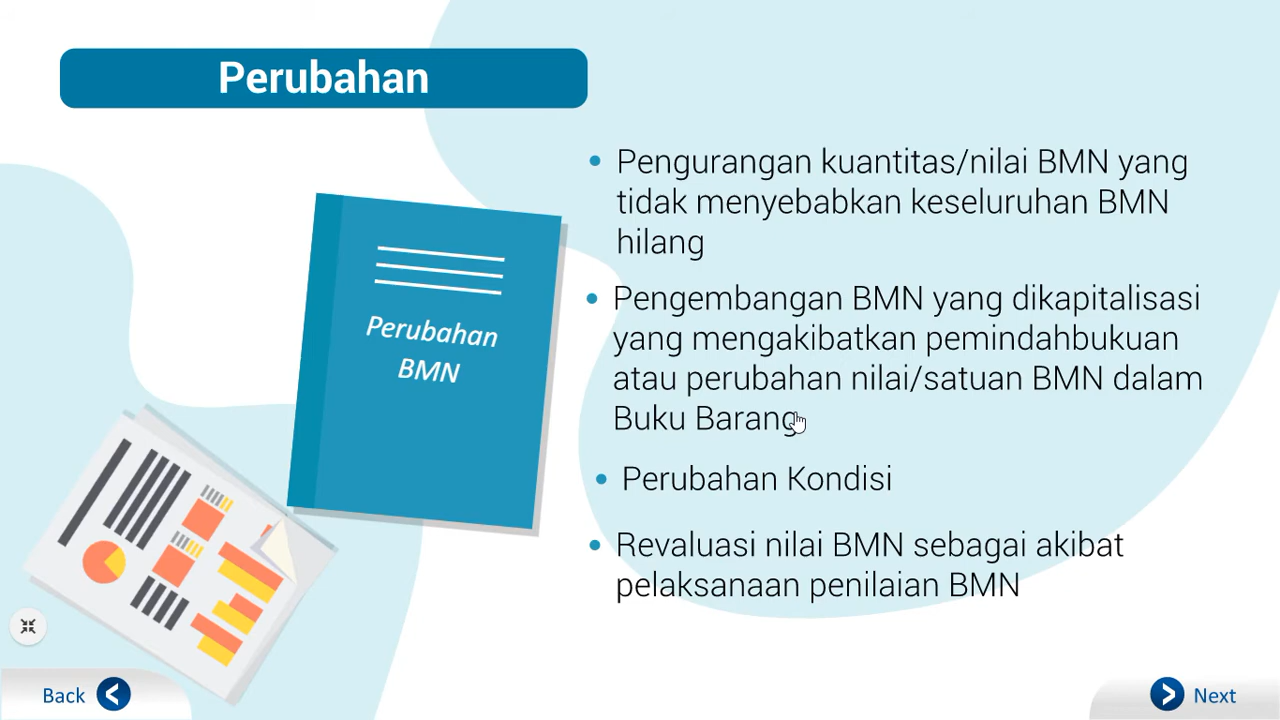 Perubahan
Perubahan
BMN
• Pengurangan kuantitas/nilai BMN yang
tidak menyebabkan keseluruhan BMN
hilang
• Pengembangan BMN yang dikapitalisasi
yang mengakibatkan pemindahbukuan
atau perubahan nilai/satuan BMN dalam
Buku Barang
• Perubahan Kondisi
• Revaluasi nilai BMN sebagai akibat
pelaksanaan penilaian BMN
Back
Next